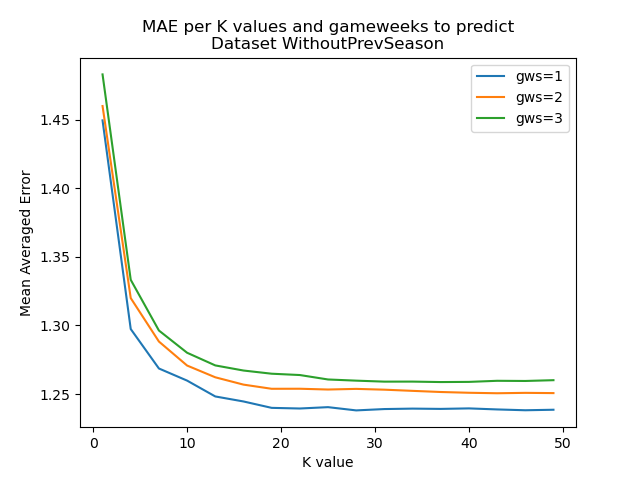 MAE per K values and gameweeks to predict
Dataset WithoutPrevSeason
gws=1
gws=2
gws=3
Mean Averaged Error
1.45
1.40
1.35
1.30
1.25
0
10
20
30
40
50
K value